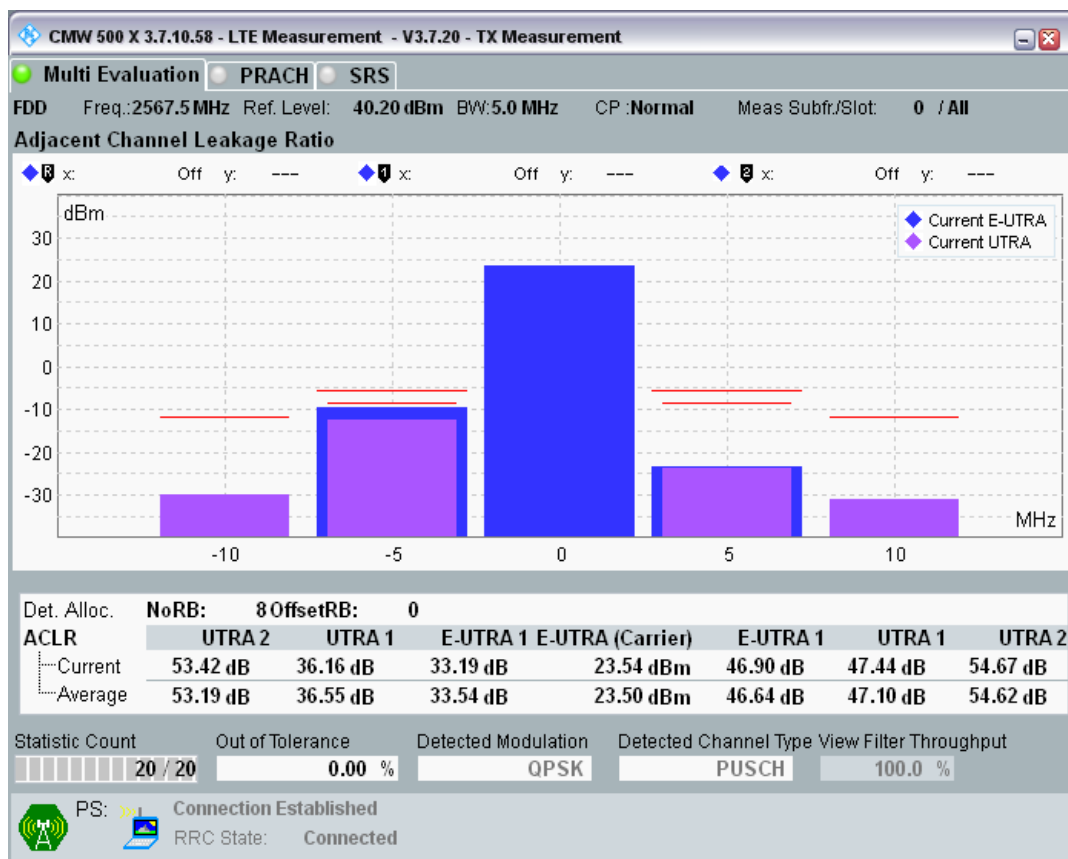 CMW 500 X 3.7.10.58 - LTE Measurement - V3.7.20 - TX Measurement
Multi Evaluation PRACH SRS
FDD Freq.:2567.5 MHz Ref. Level: 40.20 dBm BW:5.0 MHz CP :Normal Meas Subfr./Slot: 0 / All
Adjacent Channel Leakage Ratio
R x: Off y: --- 1 x: Off y: --- 2 x: Off y: ---
dBm
Current E-UTRA
Current UTRA
30
20
10
0
-10
-20
-30
MHz
-10 -5 0 5 10
Det. Alloc. NoRB: 8 OffsetRB: 0
ACLR UTRA 2 UTRA 1 E-UTRA 1 E-UTRA (Carrier) E-UTRA 1 UTRA 1 UTRA 2
Current 53.42 dB 36.16 dB 33.19 dB 23.54 dBm 46.90 dB 47.44 dB 54.67 dB
Average 53.19 dB 36.55 dB 33.54 dB 23.50 dBm 46.64 dB 47.10 dB 54.62 dB
Statistic Count Out of Tolerance Detected Modulation Detected Channel Type View Filter Throughput
20 / 20 0.00 % QPSK PUSCH 100.0 %
PS: Connection Established
RRC State: Connected